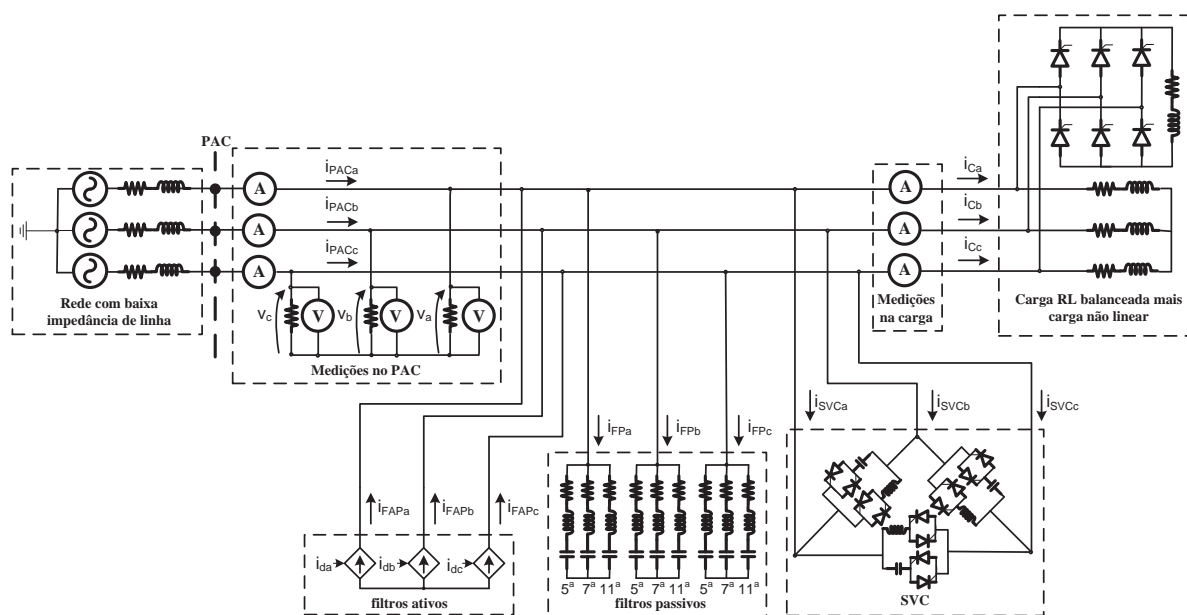 PAC
Rede com baixa
impedância de linha
A
A
A
iPACa
iPACb
iPACc
vc
V
vb
V
va
V
Medições no PAC
A
A
A
Medições
na carga
iCa
iCb
iCc
Carga RL balanceada mais
carga não linear
iFAPa
iFAPb
iFAPc
ida
idb
idc
filtros ativos
iFPa
iFPb
iFPc
5ª 7ª 11ª 5ª 7ª 11ª 5ª 7ª 11ª
filtros passivos
iSVCa
iSVCb
iSVCc
SVC